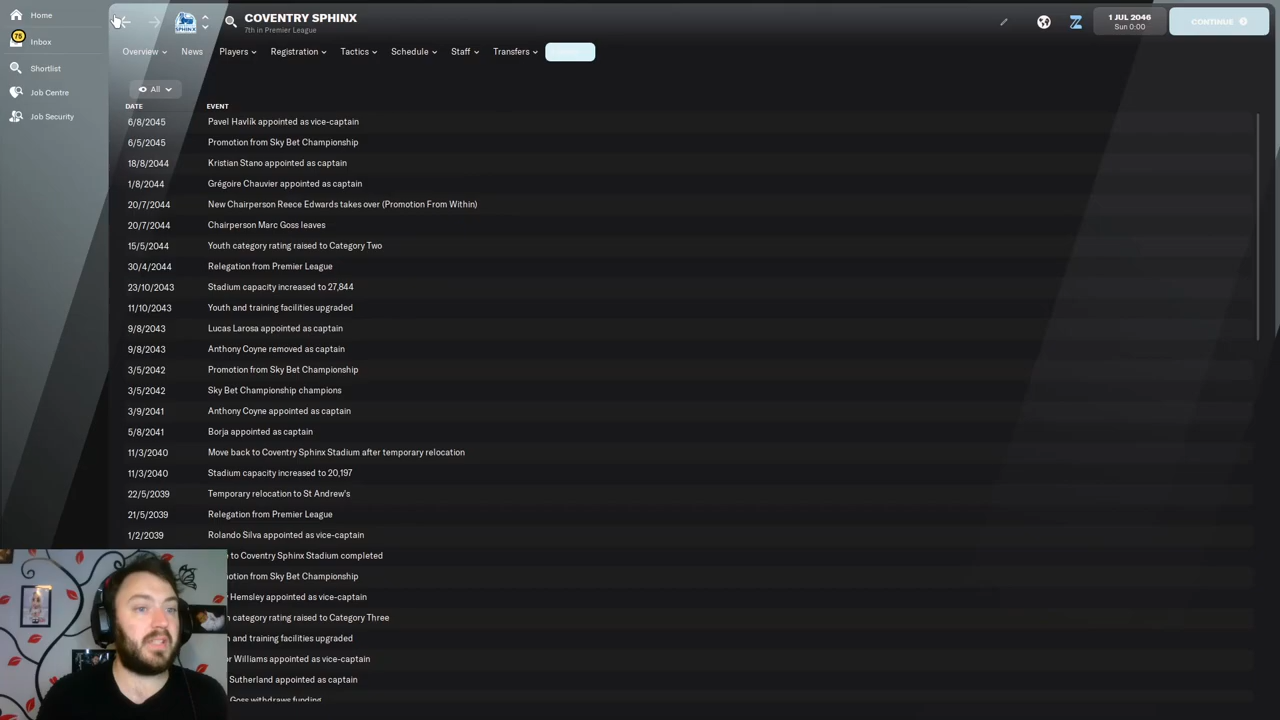 Home
75
Inbox
Shortlist
Job Centre
Job Security
SPHINX
COVENTRY SPHINX
7th in Premier League
1 JUL 2046
Sun 0:00
CONTINUE
Overview
News
Players
Registration
Tactics
Schedule
Staff
Transfers
All
DATE EVENT
6/8/2045 Pavel Havlík appointed as vice-captain
6/5/2045 Promotion from Sky Bet Championship
18/8/2044 Kristian Stano appointed as captain
1/8/2044 Grégoire Chauvier appointed as captain
20/7/2044 New Chairperson Reece Edwards takes over (Promotion From Within)
20/7/2044 Chairperson Marc Goss leaves
15/5/2044 Youth category rating raised to Category Two
30/4/2044 Relegation from Premier League
23/10/2043 Stadium capacity increased to 27,844
11/10/2043 Youth and training facilities upgraded
9/8/2043 Lucas Larosa appointed as captain
9/8/2043 Anthony Coyne removed as captain
3/5/2042 Promotion from Sky Bet Championship
3/5/2042 Sky Bet Championship champions
3/9/2041 Anthony Coyne appointed as captain
5/8/2041 Borja appointed as captain
11/3/2040 Move back to Coventry Sphinx Stadium after temporary relocation
11/3/2040 Stadium capacity increased to 20,197
22/5/2039 Temporary relocation to St Andrew's
21/5/2039 Relegation from Premier League
1/2/2039 Rolando Silva appointed as vice-captain
to Coventry Sphinx Stadium completed
otion from Sky Bet Championship
Hemsley appointed as vice-captain
category rating raised to Category Three
and training facilities upgraded
Williams appointed as vice-captain
Sutherland appointed as captain
Goss withdraws funding